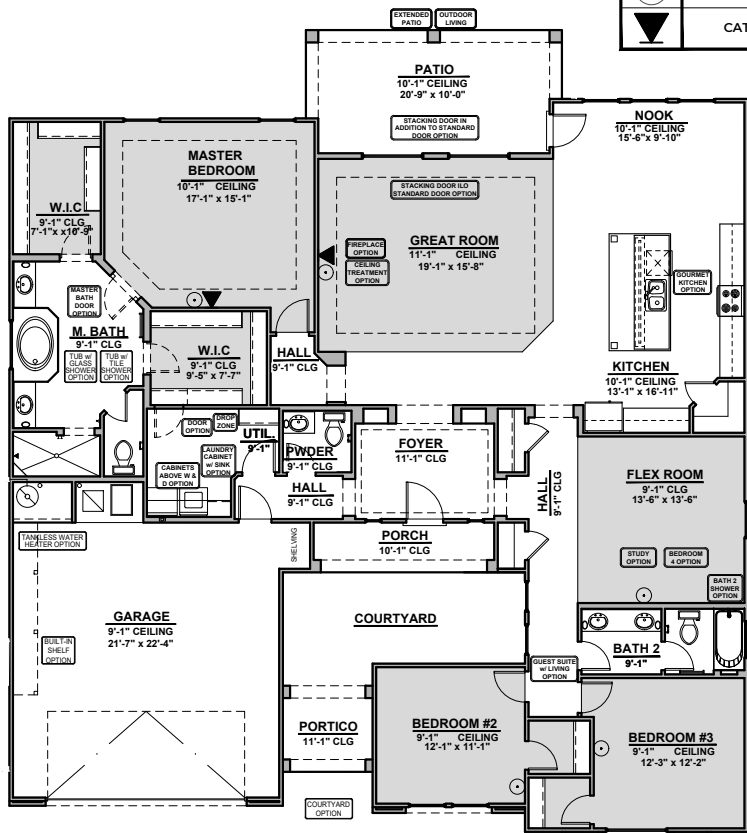 EXTENDED
PATIO
OUTDOOR
LIVING
CAT
PATIO
10'-1" CEILING
20'-9" x 10'-0"
STACKING DOOR IN
ADDITION TO STANDARD
DOOR OPTION
NOOK
10'-1" CEILING
15'-6"x 9'-10"
MASTER
BEDROOM
10'-1" CEILING
17'-1" x 15'-1"
STACKING DOOR ILO
STANDARD DOOR OPTION
W.I.C
9'-1" CLG
7'-1"x x10'-9"
GREAT ROOM
11'-1" CEILING
19'-1" x 15'-8"
FIREPLACE
OPTION
CEILING
TREATMENT
OPTION
GOURMET
KITCHEN
OPTION
MASTER
BATH
DOOR
OPTION
M. BATH
9'-1" CLG
TUB w/
GLASS
SHOWER
OPTION
TUB w/
TILE
SHOWER
OPTION
W.I.C
9'-1" CLG
9'-5" x 7'-7"
HALL
9'-1" CLG
KITCHEN
10'-1" CEILING
13'-1" x 16'-11"
DOOR
OPTION
DROP
ZONE
UTIL.
9'-1"
LAUNDRY
CABINET
w/ SINK
OPTION
CABINETS
ABOVE W &
D OPTION
PWDER
9'-1" CLG
FOYER
11'-1" CLG
HALL
9'-1" CLG
HALL
9'-1" CLG
FLEX ROOM
9'-1" CLG
13'-6" x 13'-6"
STUDY
OPTION
BEDROOM
4 OPTION
BATH 2
SHOWER
OPTION
TANKLESS WATER
HEATER OPTION
SHELVING
PORCH
10'-1" CLG
GARAGE
9'-1" CEILING
21'-7" x 22'-4"
COURTYARD
BUILT-IN
SHELF
OPTION
BATH 2
9'-1"
GUEST SUITE
w/ LIVING
OPTION
PORTICO
11'-1" CLG
BEDROOM #2
9'-1" CEILING
12'-1" x 11'-1"
BEDROOM #3
9'-1" CEILING
12'-3" x 12'-2"
COURTYARD
OPTION